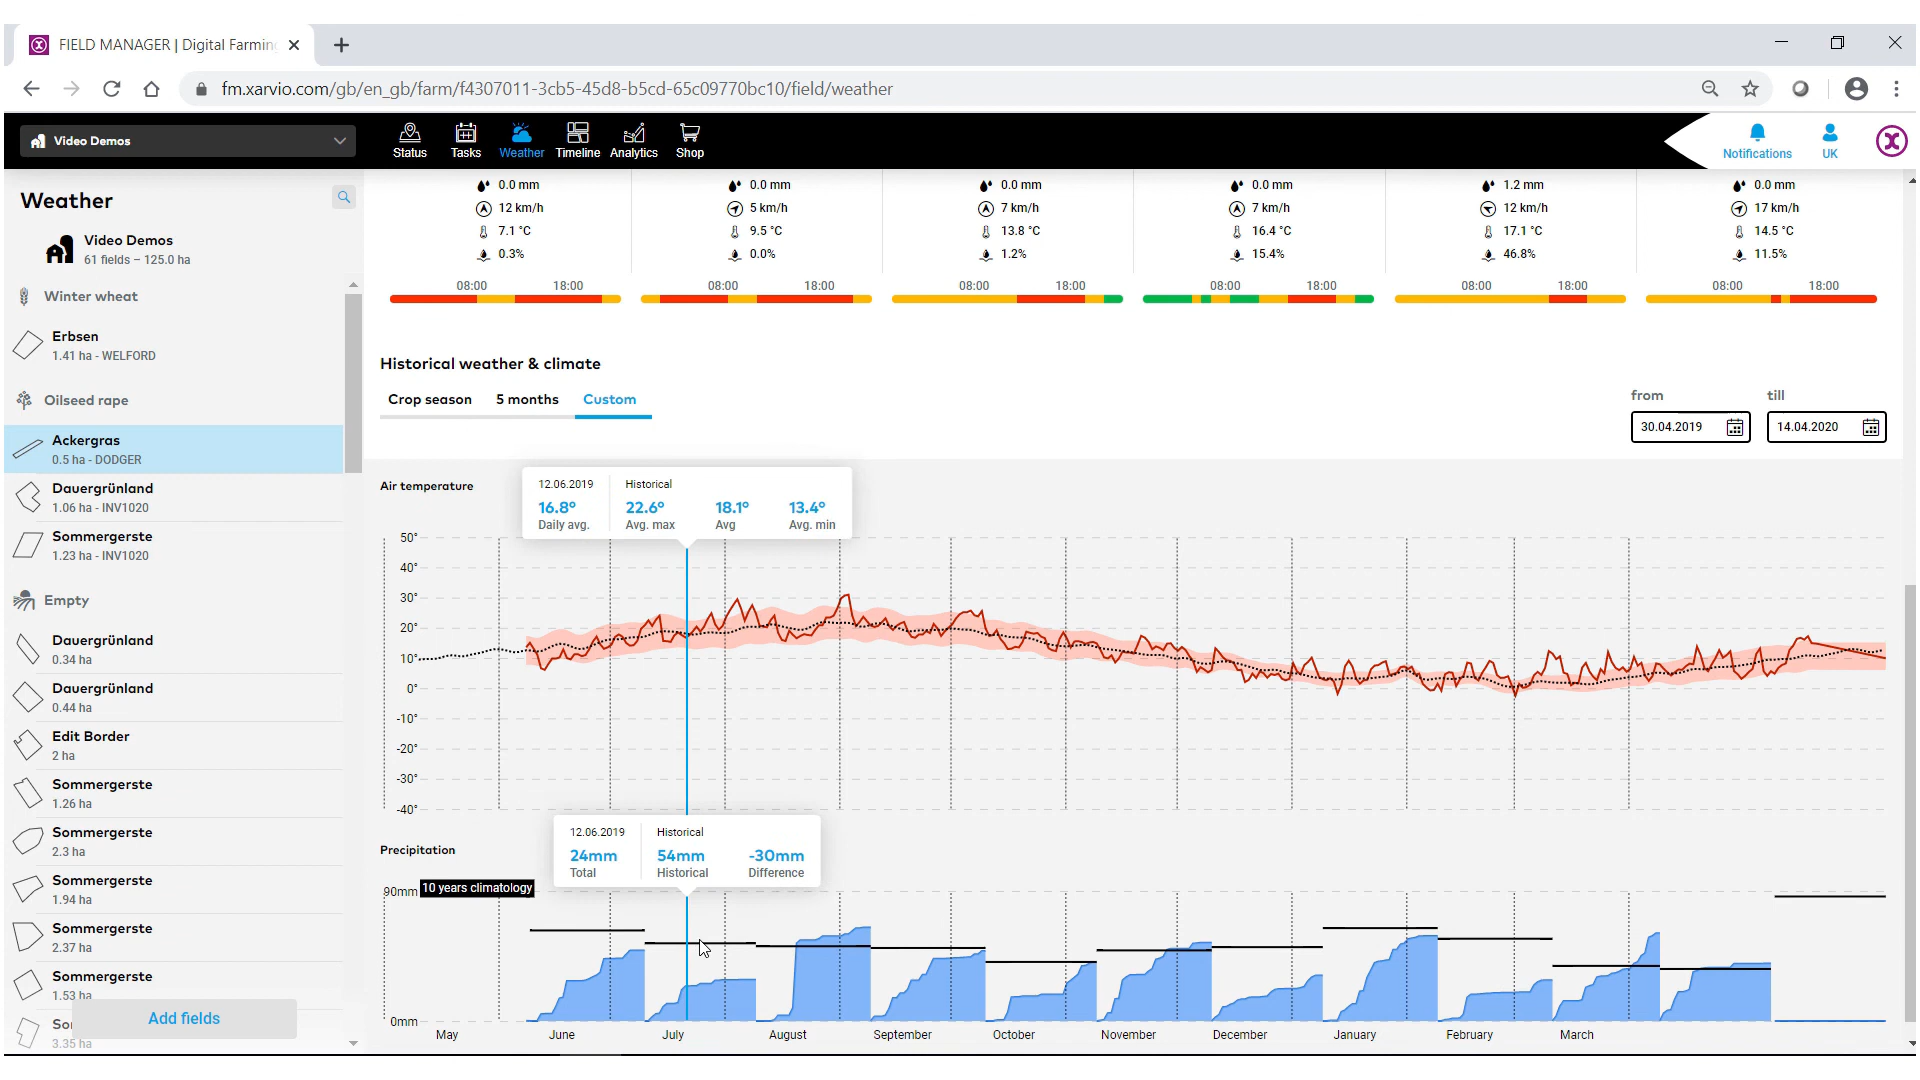 FIELD MANAGER | Digital Farming
fm.xarvio.com/gb/en_gb/farm/f4307011-3cb5-45d8-b5cd-65c09770bc10/field/weather
Video Demos
Status
Tasks
Weather
Timeline
Analytics
Shop
Notifications
UK
Weather
Video Demos
61 fields – 125.0 ha
Winter wheat
Erbsen
1.41 ha - WELFORD
Oilseed rape
Ackergras
0.5 ha - DODGER
Dauergrünland
1.06 ha - INV1020
Sommergerste
1.23 ha - INV1020
Empty
Dauergrünland
0.34 ha
Dauergrünland
0.44 ha
Edit Border
2 ha
Sommergerste
1.26 ha
Sommergerste
2.3 ha
Sommergerste
1.94 ha
Sommergerste
2.37 ha
Sommergerste
1.53 ha
So
3.35 ha
Add fields
0.0 mm
12 km/h
7.1 °C
0.3%
08:00 18:00
0.0 mm
5 km/h
9.5 °C
0.0%
08:00 18:00
0.0 mm
7 km/h
13.8 °C
1.2%
08:00 18:00
0.0 mm
7 km/h
16.4 °C
15.4%
08:00 18:00
1.2 mm
12 km/h
17.1 °C
46.8%
08:00 18:00
0.0 mm
17 km/h
14.5 °C
11.5%
08:00 18:00
Historical weather & climate
Crop season 5 months Custom
from
30.04.2019
till
14.04.2020
Air temperature
12.06.2019
16.8°
Daily avg.
Historical
22.6° 18.1° 13.4°
Avg. max Avg Avg. min
50°
40°
30°
20°
10°
0°
-10°
-20°
-30°
-40°
Precipitation
12.06.2019
24mm
Total
Historical
54mm -30mm
Historical Difference
90mm
10 years climatology
0mm
May June July August September October November December January February March